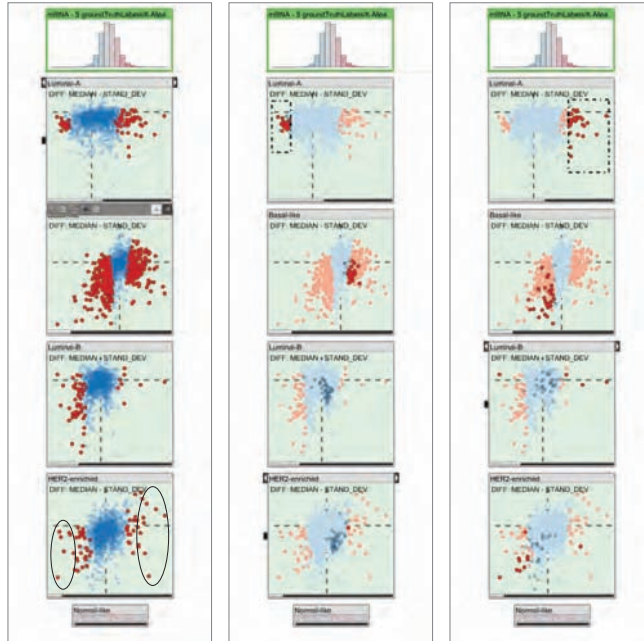 mRNA - 5 groundTruthLabels/K-Alex
Luminal-A
DIFF: MEDIAN - STAND_DEV
DIFF: MEDIAN - STAND_DEV
Luminal-B
DIFF: MEDIAN - STAND_DEV
HER2-enriched
DIFF: MEDIAN - STAND_DEV
Normal-like
mRNA - 5 groundTruthLabels/K-Alex
Luminal-A
DIFF: MEDIAN - STAND_DEV
Basal-like
DIFF: MEDIAN - STAND_DEV
Luminal-B
DIFF: MEDIAN - STAND_DEV
HER2-enriched
DIFF: MEDIAN - STAND_DEV
Normal-like
mRNA - 5 groundTruthLabels/K-Alex
Luminal-A
DIFF: MEDIAN - STAND_DEV
Basal-like
DIFF: MEDIAN - STAND_DEV
Luminal-B
DIFF: MEDIAN - STAND_DEV
HER2-enriched
DIFF: MEDIAN - STAND_DEV
Normal-like